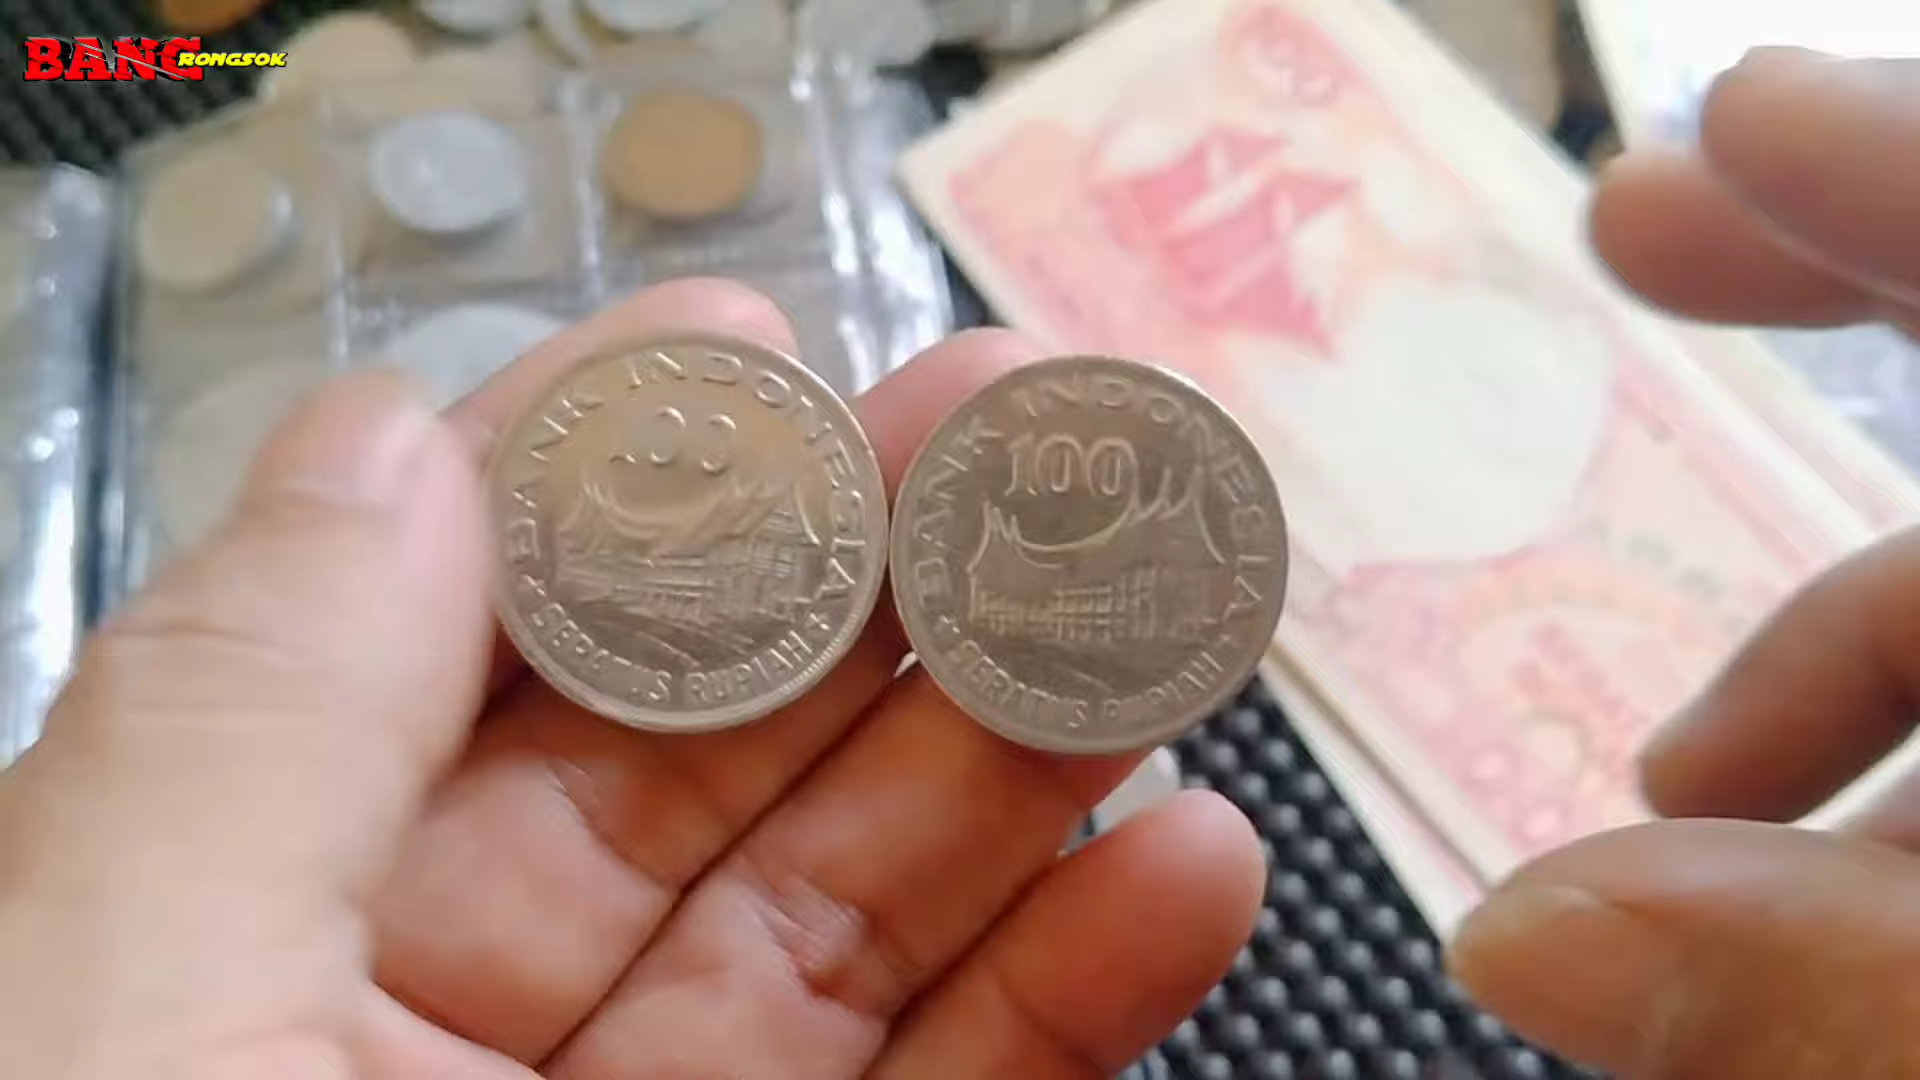 BANG RONGSOK
BANK INDONESIA
100
SERATUS RUPIAH
BANK INDONESIA
100
SERATUS RUPIAH